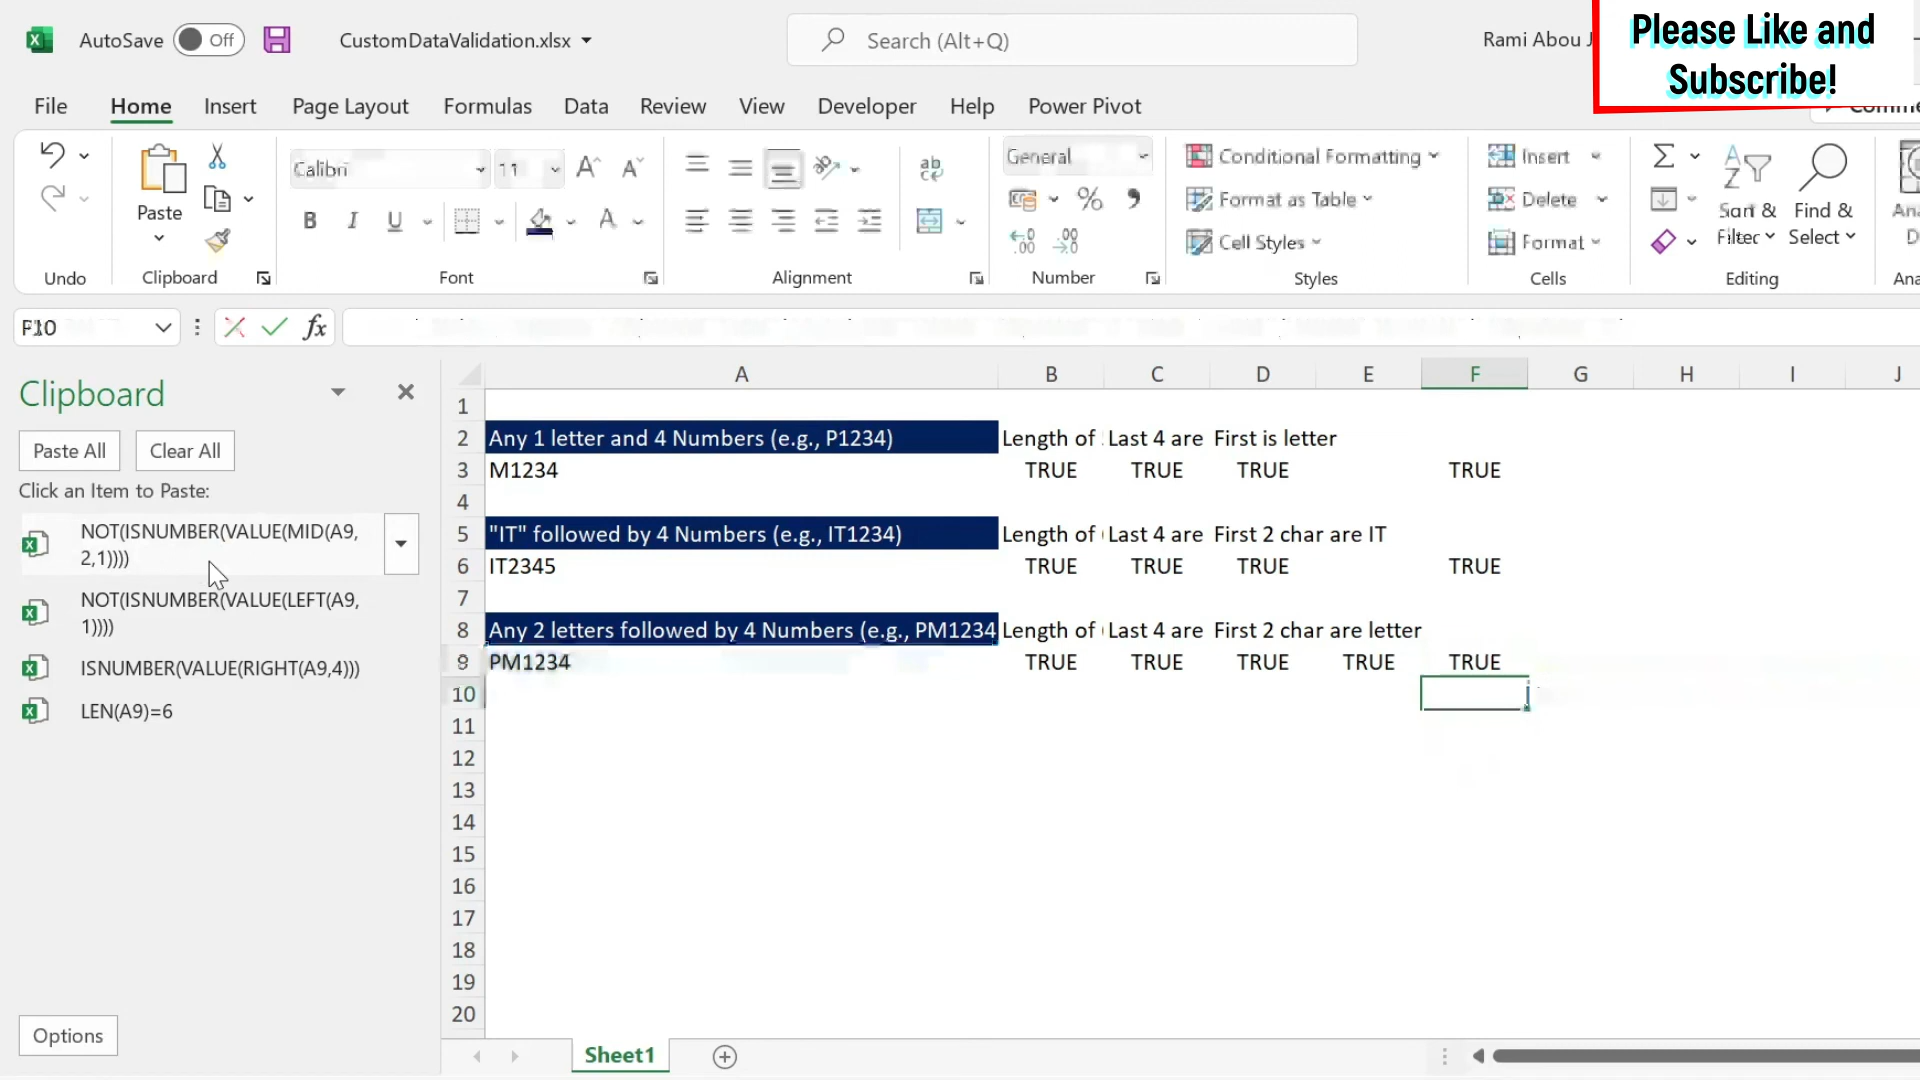 AutoSave Off CustomDataValidation.xlsx Search (Alt+Q) Rami Abou
Please Like and
Subscribe!
File Home Insert Page Layout Formulas Data Review View Developer Help Power Pivot
Calibri 11 General Conditional Formatting Insert
Paste Format as Table Delete Sort & Find &
Cell Styles Format Filter Select
Undo Clipboard Font Alignment Number Styles Cells Editing
F10 fx
Clipboard
Paste All Clear All
Click an Item to Paste:
NOT(ISNUMBER(VALUE(MID(A9,
2,1))))
NOT(ISNUMBER(VALUE(LEFT(A9,
1))))
ISNUMBER(VALUE(RIGHT(A9,4)))
LEN(A9)=6
Options
A B C D E F G H I J
1
2 Any 1 letter and 4 Numbers (e.g., P1234) Length of Last 4 are First is letter
3 M1234 TRUE TRUE TRUE TRUE
4
5 "IT" followed by 4 Numbers (e.g., IT1234) Length of Last 4 are First 2 char are IT
6 IT2345 TRUE TRUE TRUE TRUE
7
8 Any 2 letters followed by 4 Numbers (e.g., PM1234 Length of Last 4 are First 2 char are letter
9 PM1234 TRUE TRUE TRUE TRUE TRUE
10
11
12
13
14
15
16
17
18
19
20
Sheet1